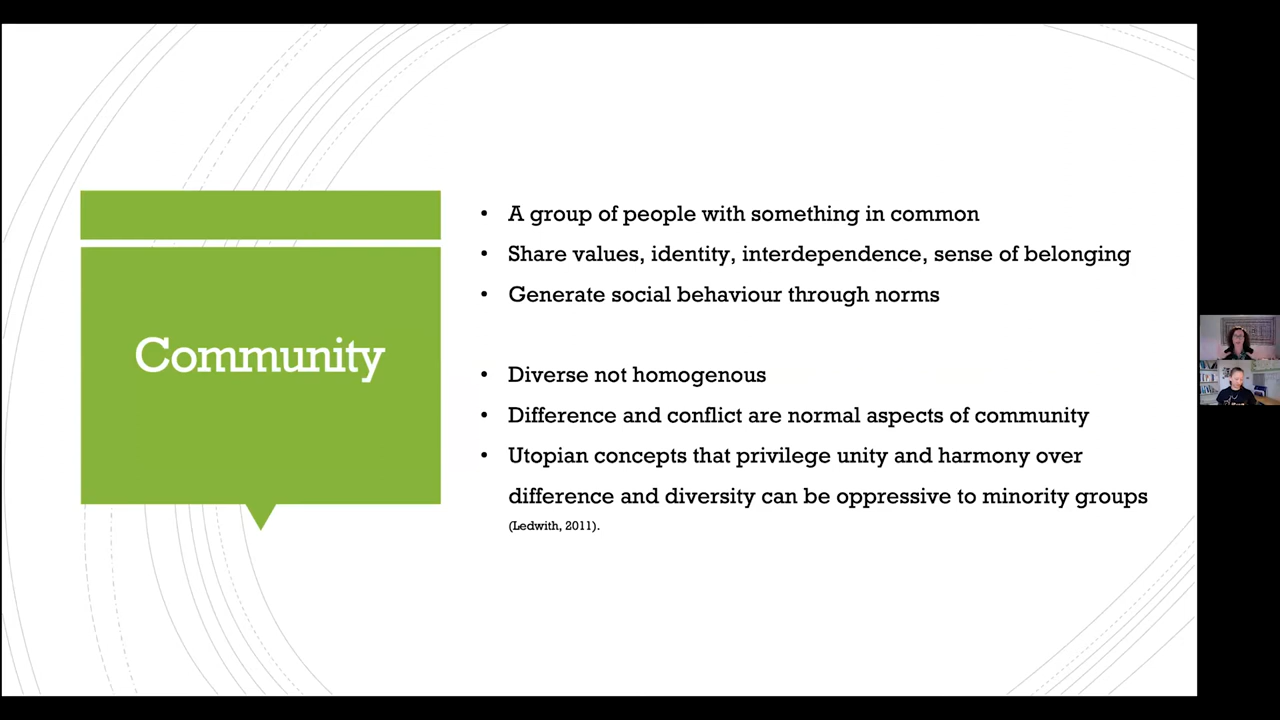 Community
• A group of people with something in common
• Share values, identity, interdependence, sense of belonging
• Generate social behaviour through norms
• Diverse not homogenous
• Difference and conflict are normal aspects of community
• Utopian concepts that privilege unity and harmony over
difference and diversity can be oppressive to minority groups
(Ledwith, 2011).